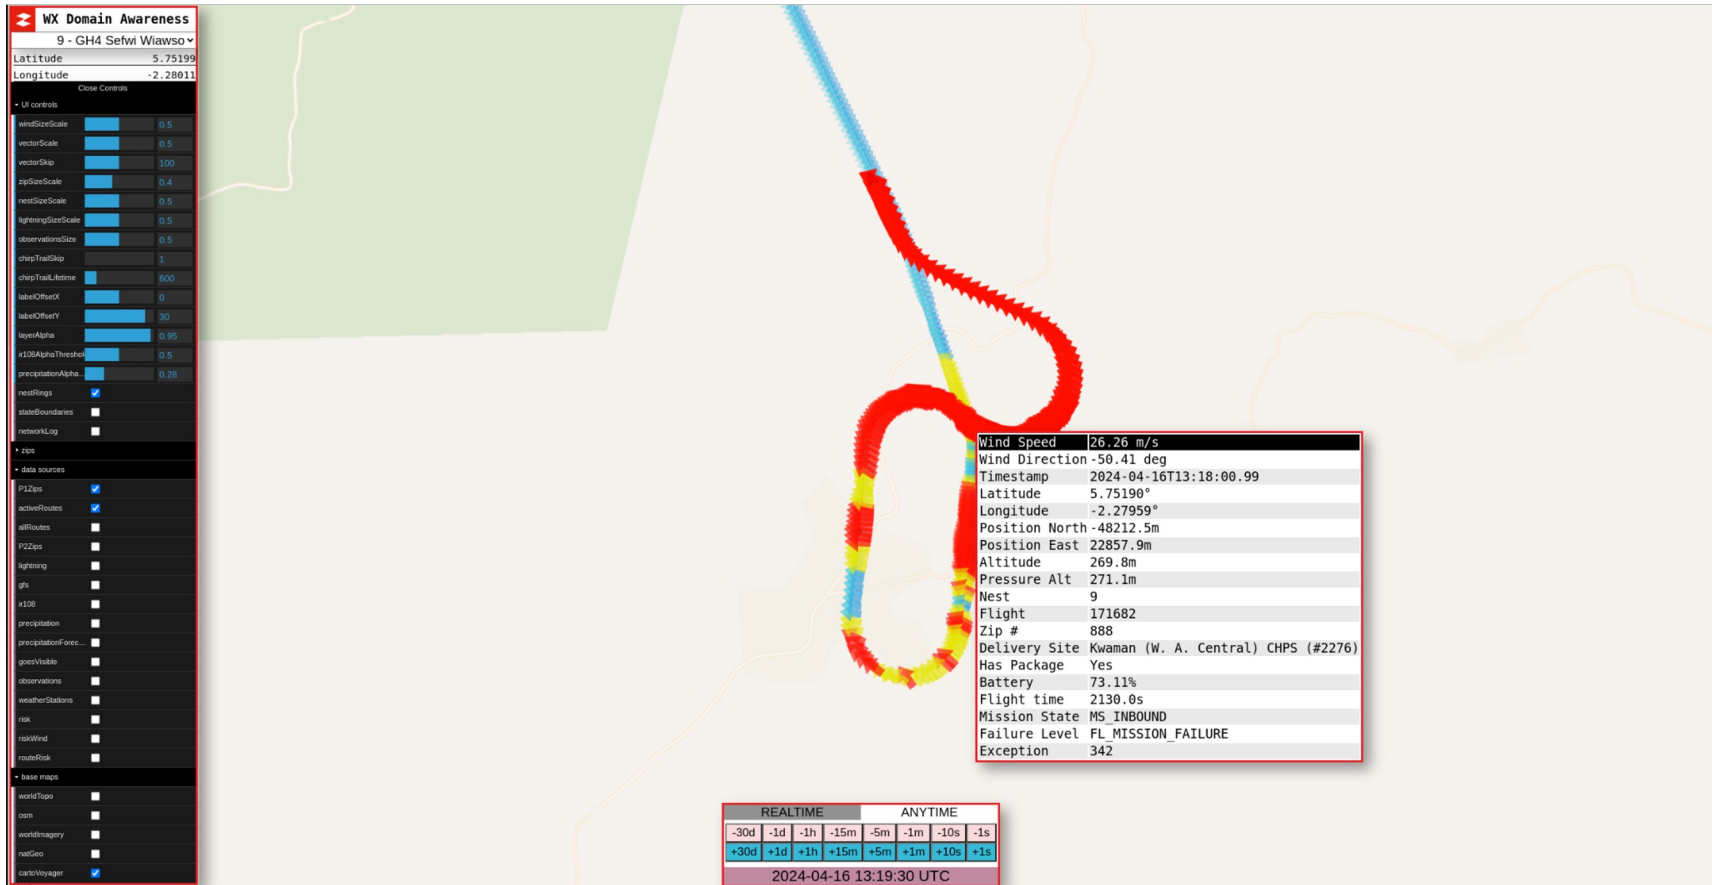 WX Domain Awareness
9 - GH4 Sefwi Wiawso
Latitude 5.75199
Longitude -2.28011
Close Controls
UI controls
windSizeScale 0.5
vectorScale 0.5
vectorSkip 100
zipSizeScale 0.4
nestSizeScale 0.5
lightningSizeScale 0.5
observationsSize 0.5
chirpTrailSkip 1
chirpTrailLifetime 600
labelOffsetX 0
labelOffsetY 30
layerAlpha 0.95
ir108AlphaThreshol 0.5
precipitationAlpha... 0.28
nestRings
stateBoundaries
networkLog
zips
data sources
P1Zips
activeRoutes
allRoutes
P2Zips
lightning
gfs
ir108
precipitation
precipitationForec...
goesVisible
observations
weatherStations
risk
riskWind
routeRisk
base maps
worldTopo
osm
worldImagery
natGeo
cartoVoyager
Wind Speed 26.26 m/s
Wind Direction -50.41 deg
Timestamp 2024-04-16T13:18:00.99
Latitude 5.75190°
Longitude -2.27959°
Position North -48212.5m
Position East 22857.9m
Altitude 269.8m
Pressure Alt 271.1m
Nest 9
Flight 171682
Zip # 888
Delivery Site Kwaman (W. A. Central) CHPS (#2276)
Has Package Yes
Battery 73.11%
Flight time 2130.0s
Mission State MS_INBOUND
Failure Level FL_MISSION_FAILURE
Exception 342
REALTIME ANYTIME
-30d -1d -1h -15m -5m -1m -10s -1s
+30d +1d +1h +15m +5m +1m +10s +1s
2024-04-16 13:19:30 UTC